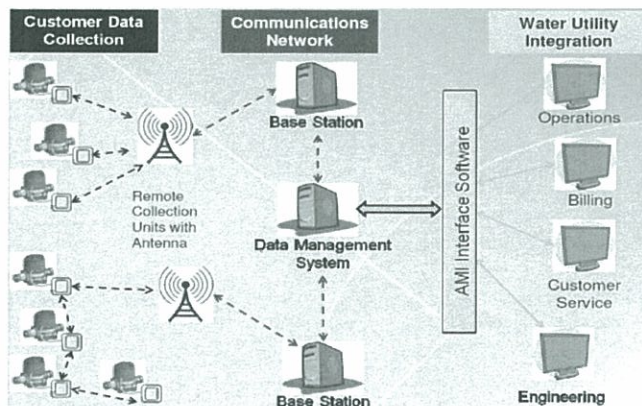 Customer Data
Collection
Communications
Network
Water Utility
Integration
Base Station
Operations
Remote
Collection
Units with
Antenna
Data Management
System
AMI Interface Software
Billing
Customer
Service
Base Station
Engineering